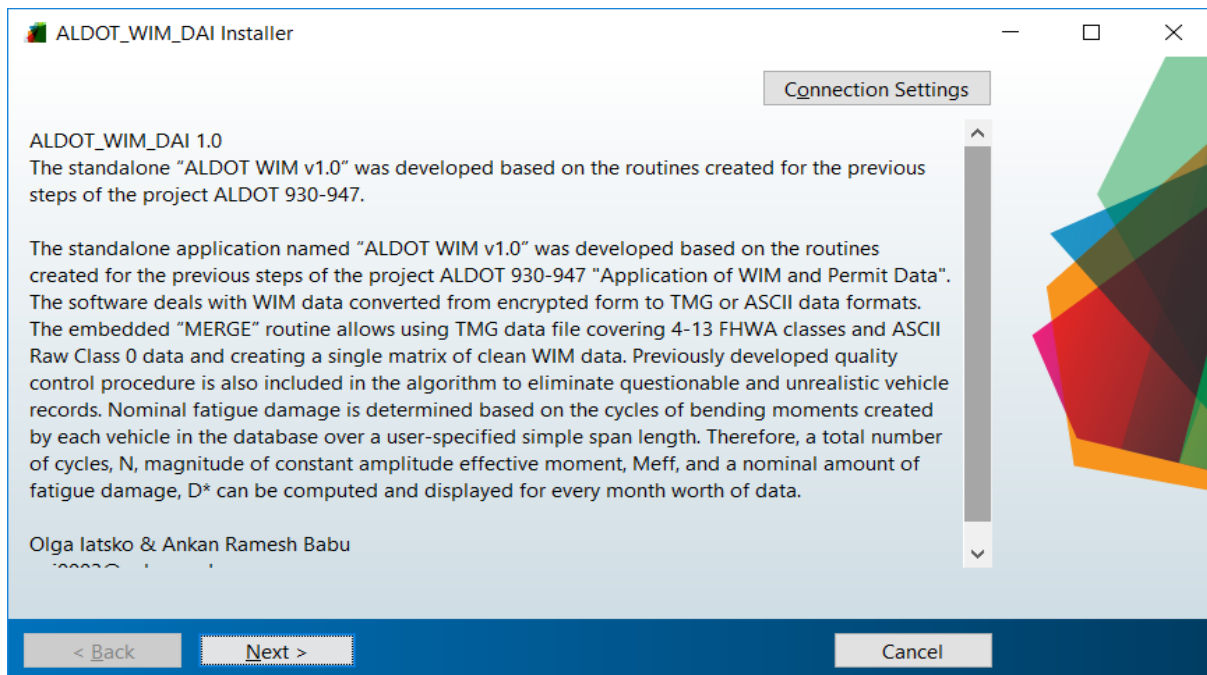 ALDOT_WIM_DAI Installer
Connection Settings
ALDOT_WIM_DAI 1.0
The standalone “ALDOT WIM v1.0” was developed based on the routines created for the previous
steps of the project ALDOT 930-947.
The standalone application named “ALDOT WIM v1.0” was developed based on the routines
created for the previous steps of the project ALDOT 930-947 "Application of WIM and Permit Data".
The software deals with WIM data converted from encrypted form to TMG or ASCII data formats.
The embedded “MERGE” routine allows using TMG data file covering 4-13 FHWA classes and ASCII
Raw Class 0 data and creating a single matrix of clean WIM data. Previously developed quality
control procedure is also included in the algorithm to eliminate questionable and unrealistic vehicle
records. Nominal fatigue damage is determined based on the cycles of bending moments created
by each vehicle in the database over a user-specified simple span length. Therefore, a total number
of cycles, N, magnitude of constant amplitude effective moment, Meff, and a nominal amount of
fatigue damage, D* can be computed and displayed for every month worth of data.
Olga Iatsko & Ankan Ramesh Babu
< Back
Next >
Cancel